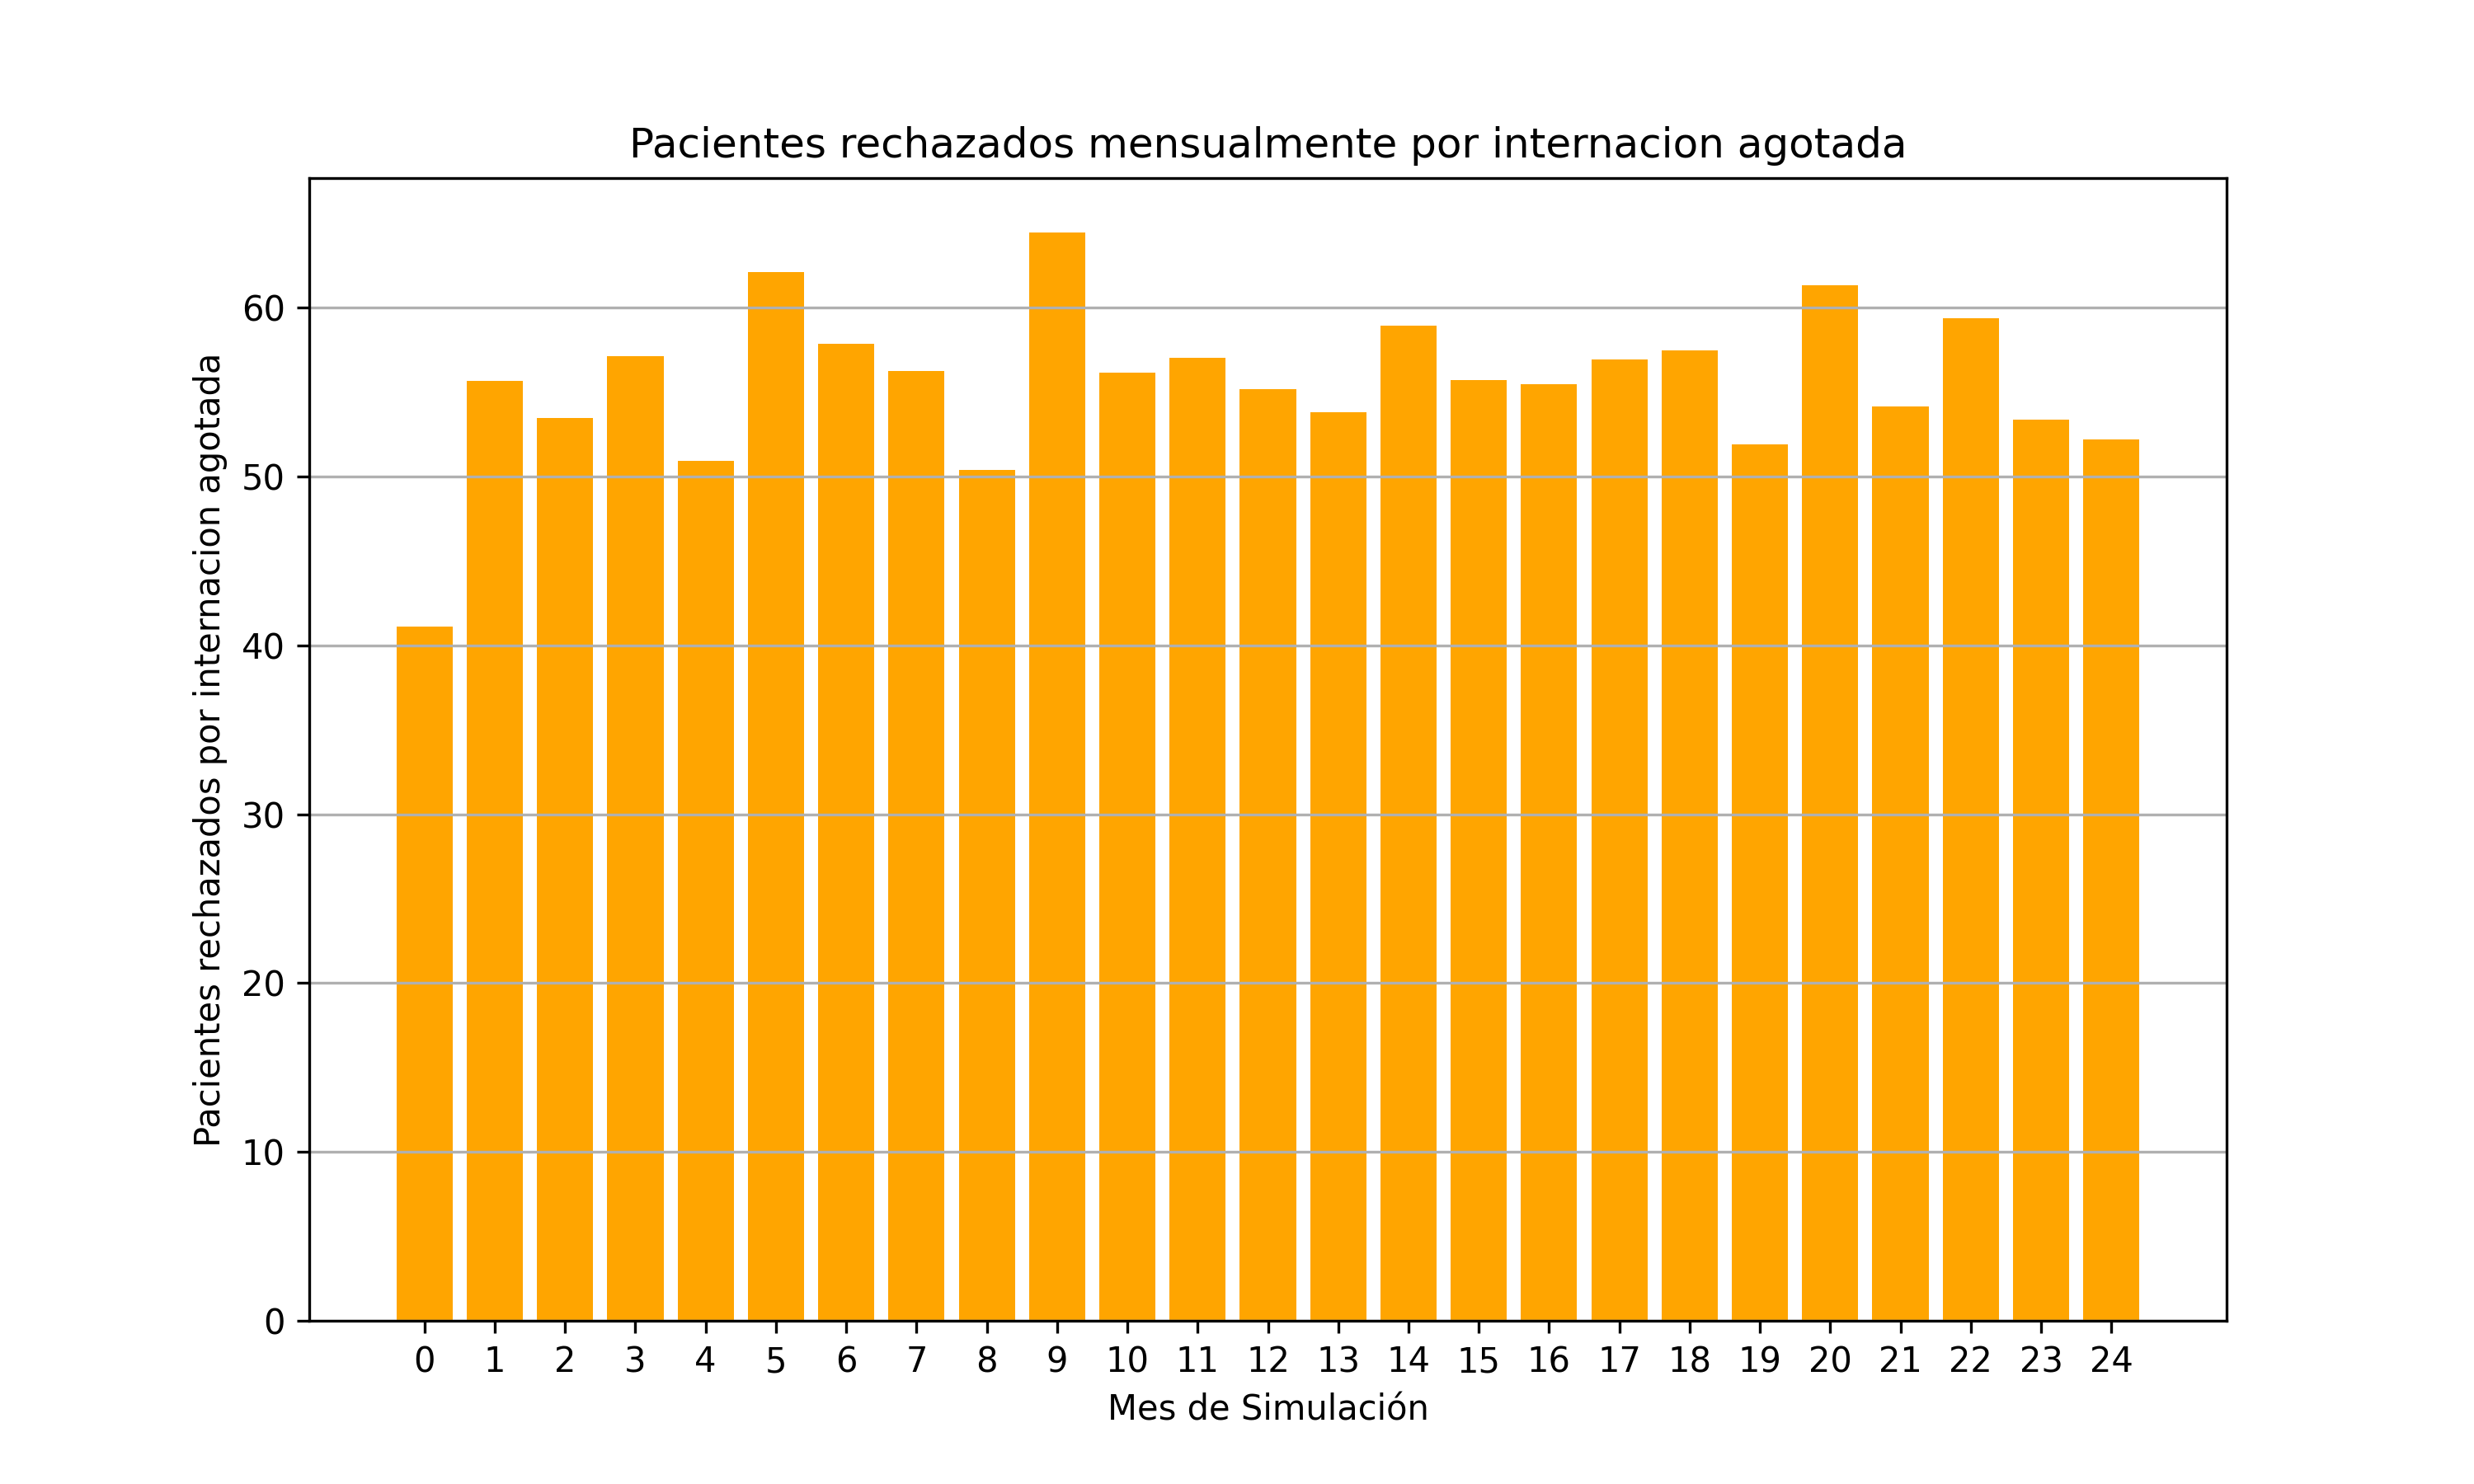 Pacientes rechazados mensualmente por internacion agotada
Pacientes rechazados por internacion agotada
60
50
40
30
20
10
0
0 1 2 3 4 5 6 7 8 9 10 11 12 13 14 15 16 17 18 19 20 21 22 23 24
Mes de Simulación